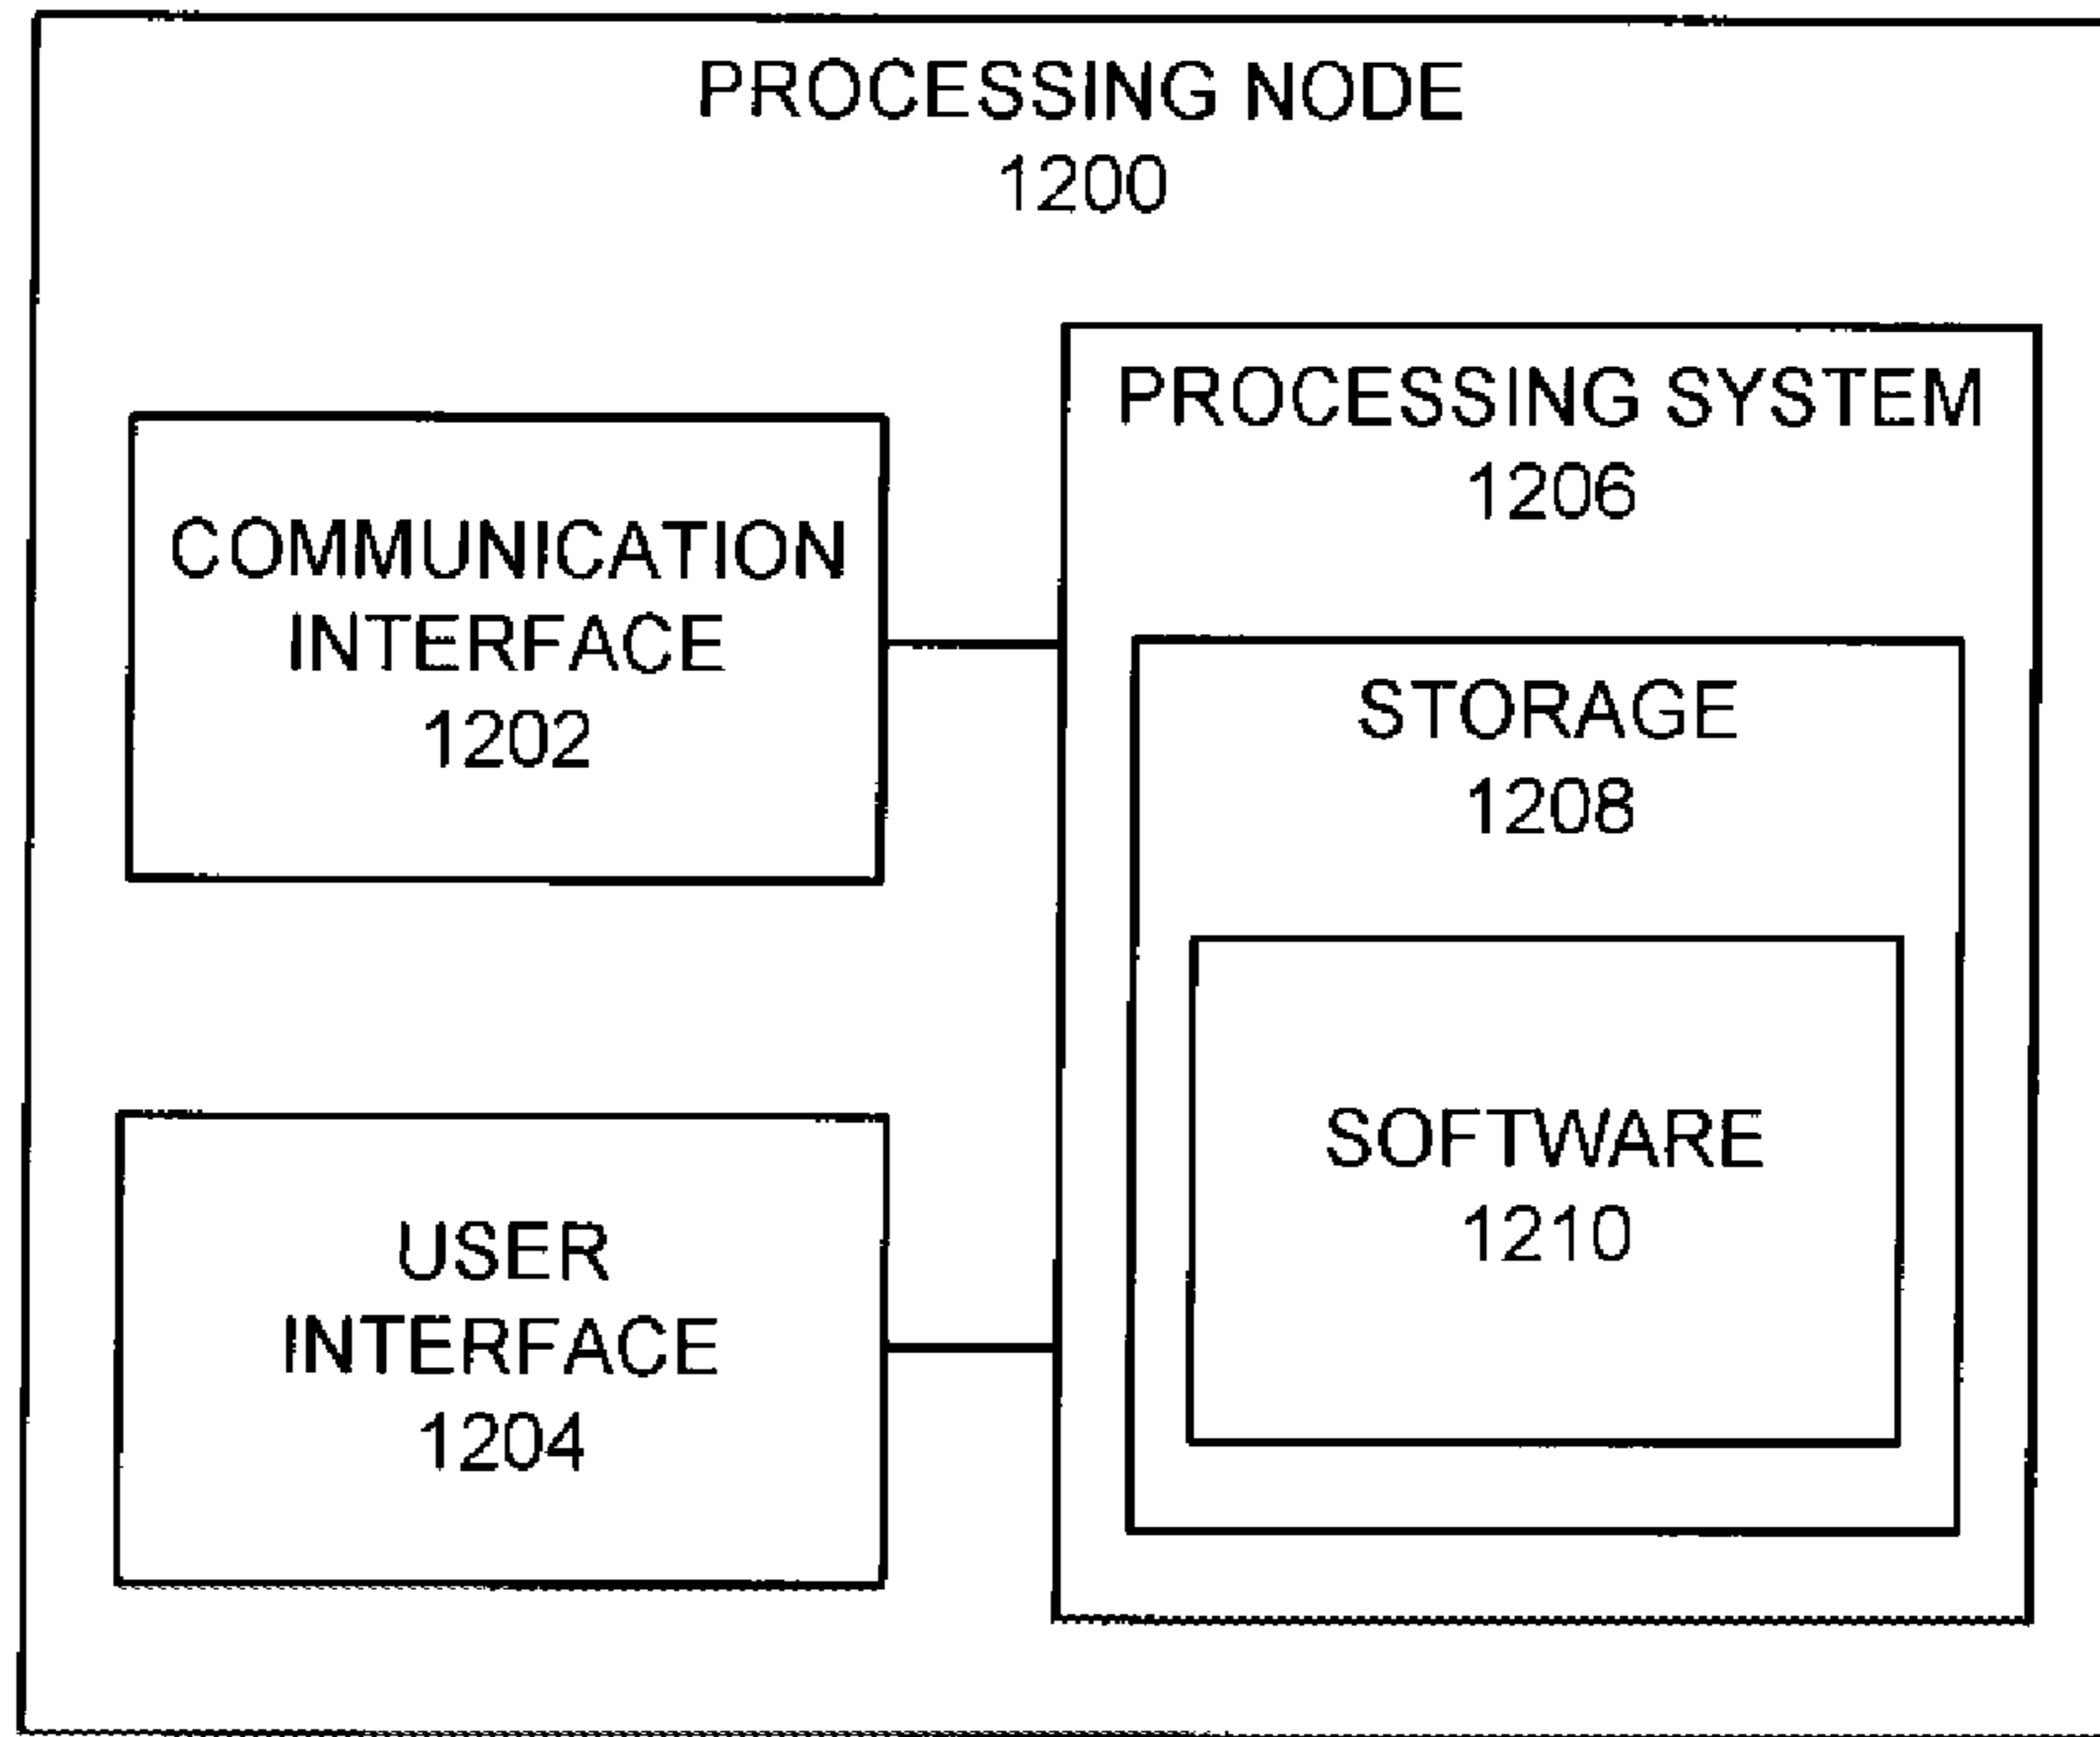 PROCESSING NODE
1200
PROCESSING SYSTEM
1206
COMMUNICATION
INTERFACE
1202
STORAGE
1208
SOFTWARE
1210
USER
INTERFACE
1204